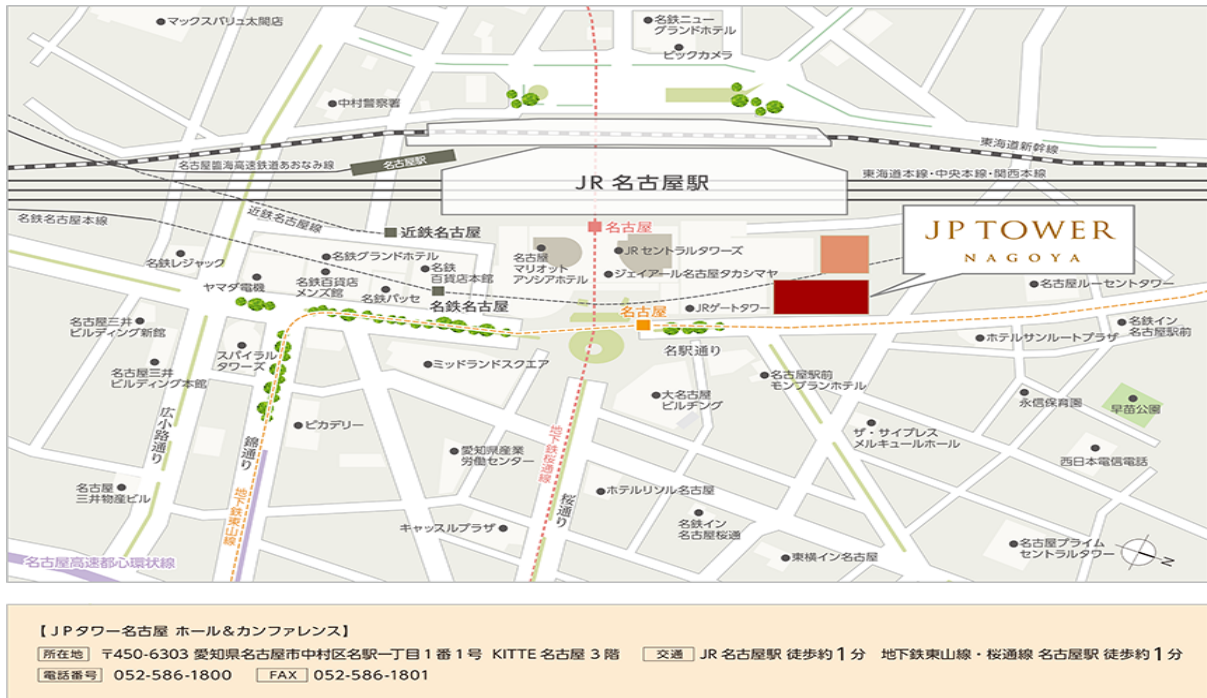 マックスバリュ太閤店
名鉄ニュー
グランドホテル
ビックカメラ
中村警察署
名古屋臨海高速鉄道あおなみ線
名古屋駅
東海道新幹線
JR 名古屋駅
東海道本線・中央本線・関西本線
名鉄名古屋本線
近鉄名古屋線
近鉄名古屋
名古屋
JP TOWER
NAGOYA
名鉄レジャック
名鉄グランドホテル
名古屋
マリオット
アソシアホテル
JR セントラルタワーズ
ヤマダ電機
名鉄百貨店
メンズ館
名鉄
百貨店本館
ジェイアール名古屋タカシマヤ
名鉄パッセ
名鉄名古屋
名古屋
JRゲートタワー
名古屋ルーセントタワー
名古屋三井
ビルディング新館
スパイラル
タワーズ
名駅通り
ホテルサンルートプラザ
名鉄イン
名古屋駅前
名古屋三井
ビルディング本館
ミッドランドスクエア
大名古屋
ビルヂング
名古屋駅前
モンブランホテル
永信保育園
早苗公園
広小路通り
錦通り
ピカデリー
愛知県産業
労働センター
地下鉄桜通線
ザ・サイプレス
メルキュールホール
西日本電信電話
名古屋
三井物産ビル
地下鉄東山線
キャッスルプラザ
桜通り
ホテルリソル名古屋
名鉄イン
名古屋桜通
東横イン名古屋
名古屋プライム
セントラルタワー
N
名古屋高速都心環状線
【JPタワー名古屋 ホール&カンファレンス】
所在地 〒450-6303 愛知県名古屋市中村区名駅一丁目1番1号 KITTE 名古屋 3 階 交通 JR 名古屋駅 徒歩約 1 分 地下鉄東山線・桜通線 名古屋駅 徒歩約 1 分
電話番号 052-586-1800 FAX 052-586-1801